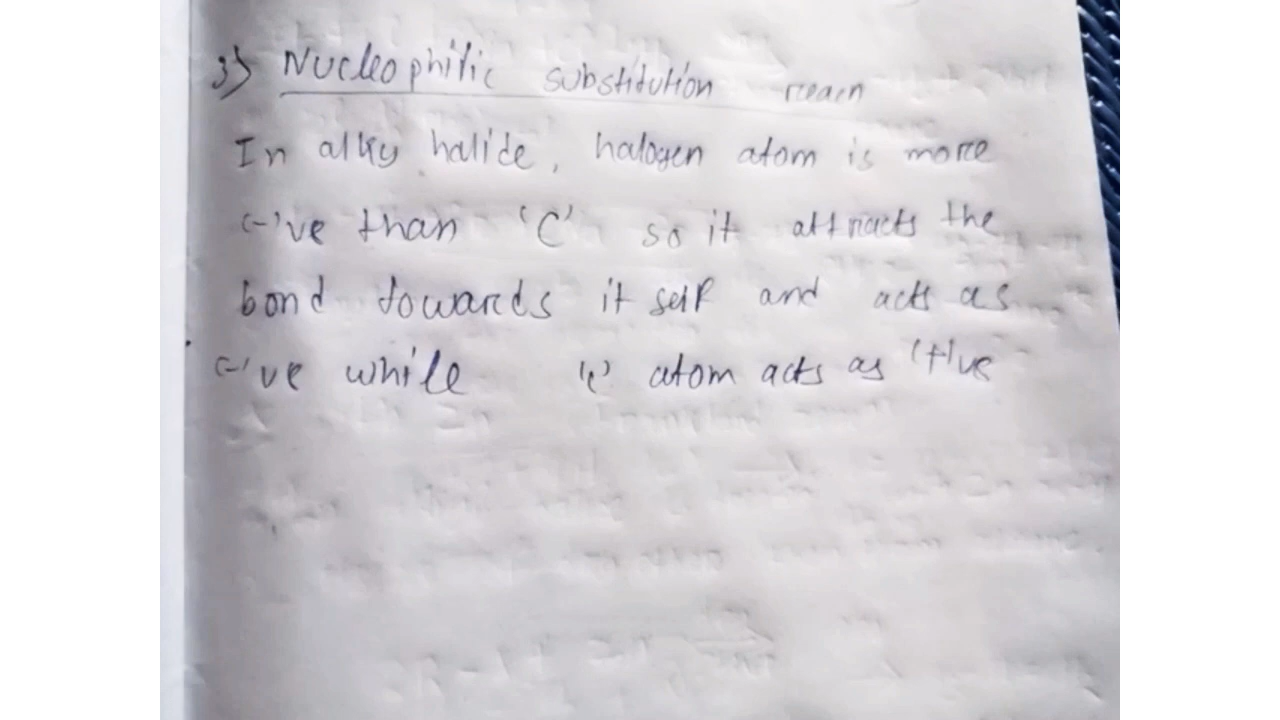 3) Nucleophilic substitution reacn
In alky halide, halogen atom is more
(-)'ve than 'C' so it attracts the
bond towards it self and acts as
(-)'ve while 'C' atom acts as (+)'ve